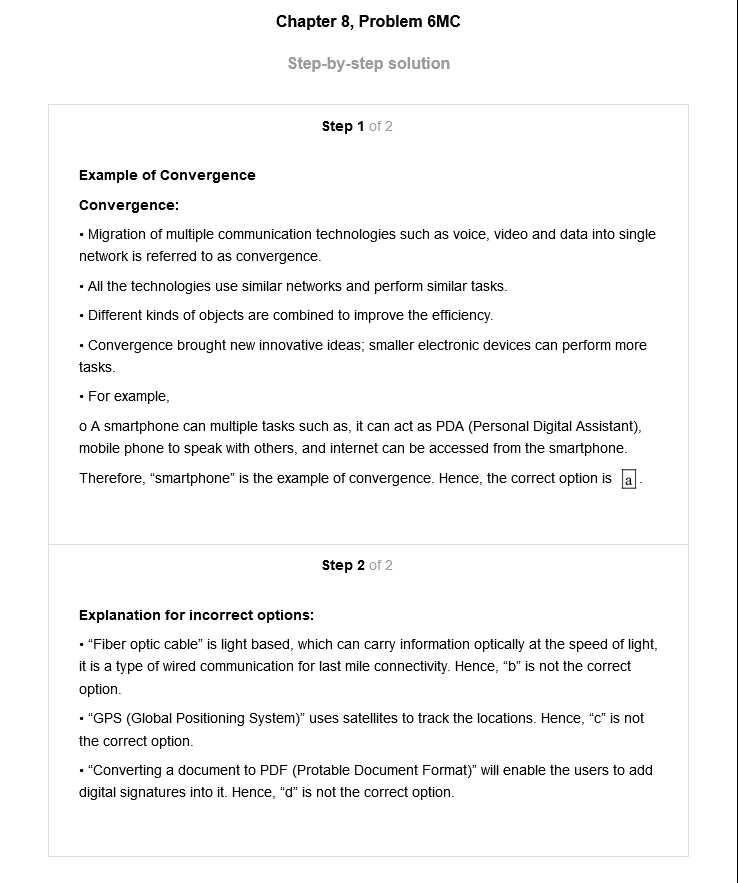 Chapter 8, Problem 6MC
Step-by-step solution
Step 1 of 2
Example of Convergence
Convergence:
• Migration of multiple communication technologies such as voice, video and data into single
network is referred to as convergence.
• All the technologies use similar networks and perform similar tasks.
• Different kinds of objects are combined to improve the efficiency.
• Convergence brought new innovative ideas; smaller electronic devices can perform more
tasks.
• For example,
o A smartphone can multiple tasks such as, it can act as PDA (Personal Digital Assistant),
mobile phone to speak with others, and internet can be accessed from the smartphone.
Therefore, “smartphone” is the example of convergence. Hence, the correct option is a .
Step 2 of 2
Explanation for incorrect options:
• “Fiber optic cable” is light based, which can carry information optically at the speed of light,
it is a type of wired communication for last mile connectivity. Hence, “b” is not the correct
option.
• “GPS (Global Positioning System)” uses satellites to track the locations. Hence, “c” is not
the correct option.
• “Converting a document to PDF (Protable Document Format)” will enable the users to add
digital signatures into it. Hence, “d” is not the correct option.